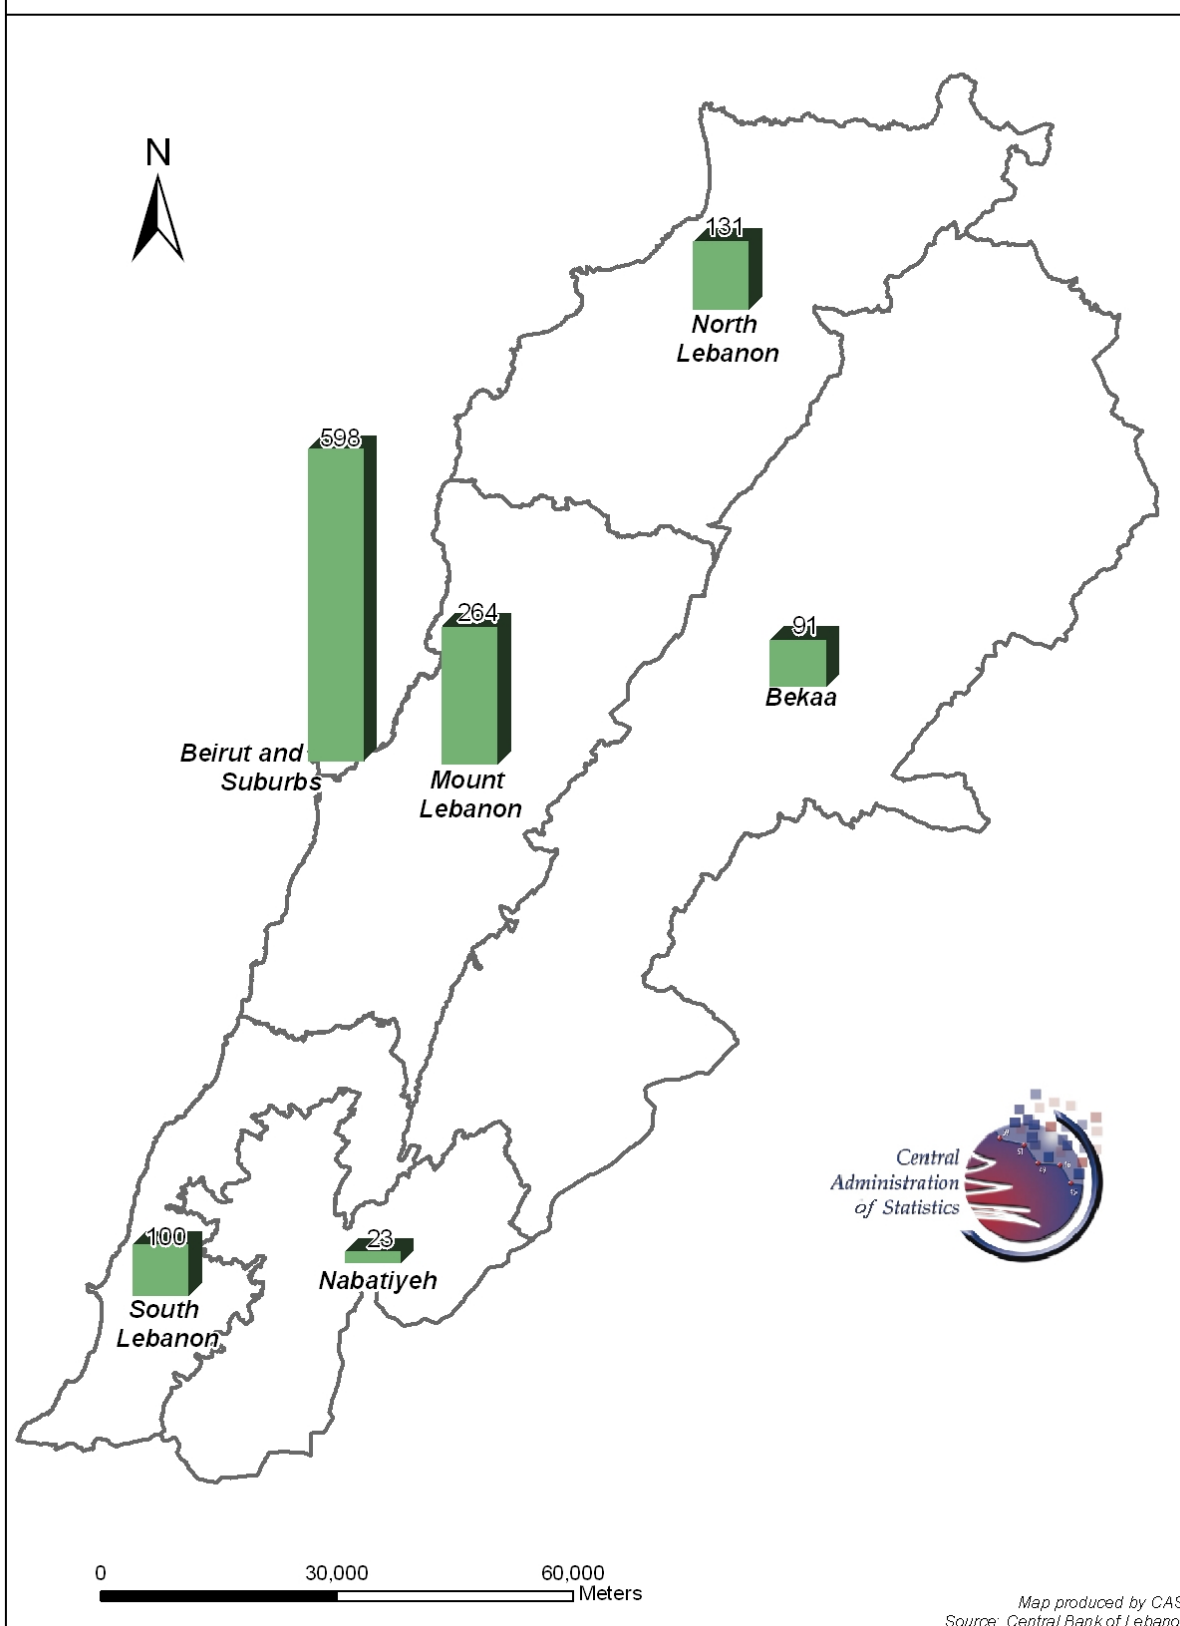 N
131
North
Lebanon
598
264
91
Bekaa
Beirut and
Suburbs
Mount
Lebanon
Central
Administration
of Statistics
100
23
Nabatiyeh
South
Lebanon
0 30,000 60,000
Meters
Map produced by CAS
Source: Central Bank of Lebano